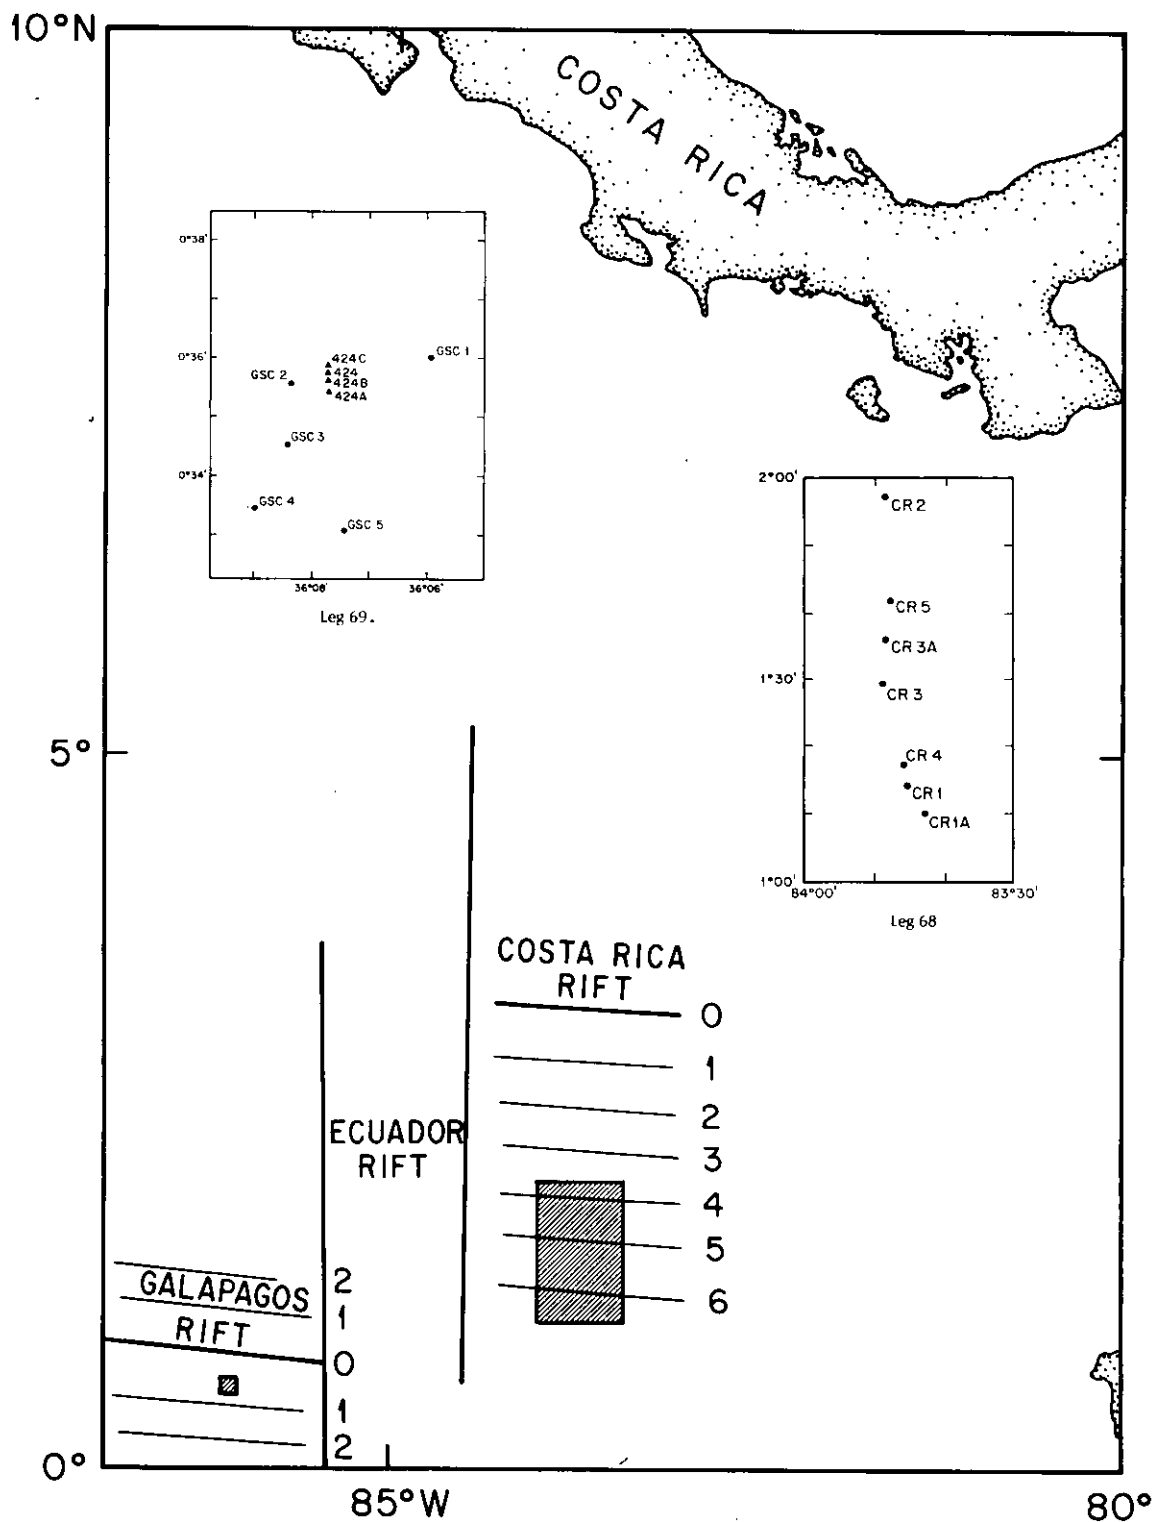 10°N
COSTA RICA
0°38'
0°36'
0°34'
424C
424
424B
424A
GSC 1
GSC 2
GSC 3
GSC 4
GSC 5
36°08'
36°06'
Leg 69.
2°00'
CR 2
CR 5
CR 3A
1°30'
CR 3
CR 4
CR 1
CR1A
1°00'
84°00'
83°30'
Leg 68
5°
COSTA RICA
RIFT
0
1
2
3
4
5
6
ECUADOR
RIFT
2
GALAPAGOS
1
RIFT
0
1
2
0°
85°W
80°